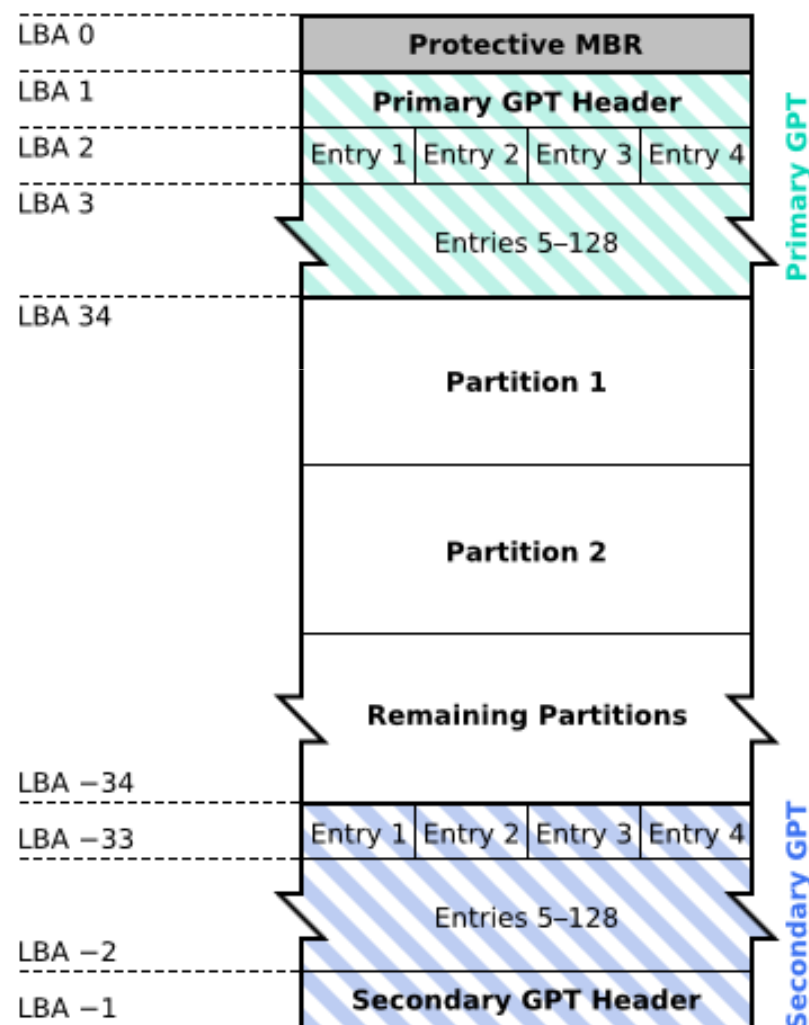 LBA 0
Protective MBR
LBA 1
Primary GPT Header
LBA 2
Entry 1 Entry 2 Entry 3 Entry 4
LBA 3
Entries 5–128
Primary GPT
LBA 34
Partition 1
Partition 2
Remaining Partitions
LBA −34
LBA −33
Entry 1 Entry 2 Entry 3 Entry 4
Entries 5–128
LBA −2
LBA −1
Secondary GPT Header
Secondary GPT